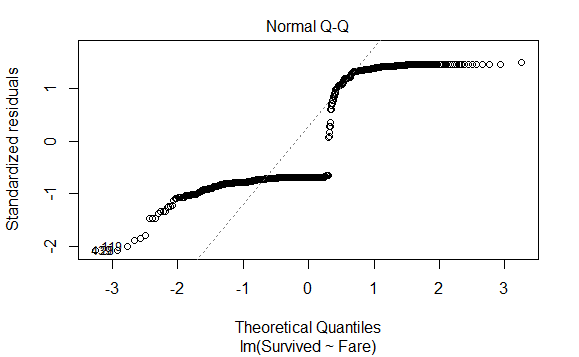 Normal Q-Q
Standardized residuals
1
0
-1
-2
-3
-2
-1
0
1
2
3
Theoretical Quantiles
lm(Survived ~ Fare)